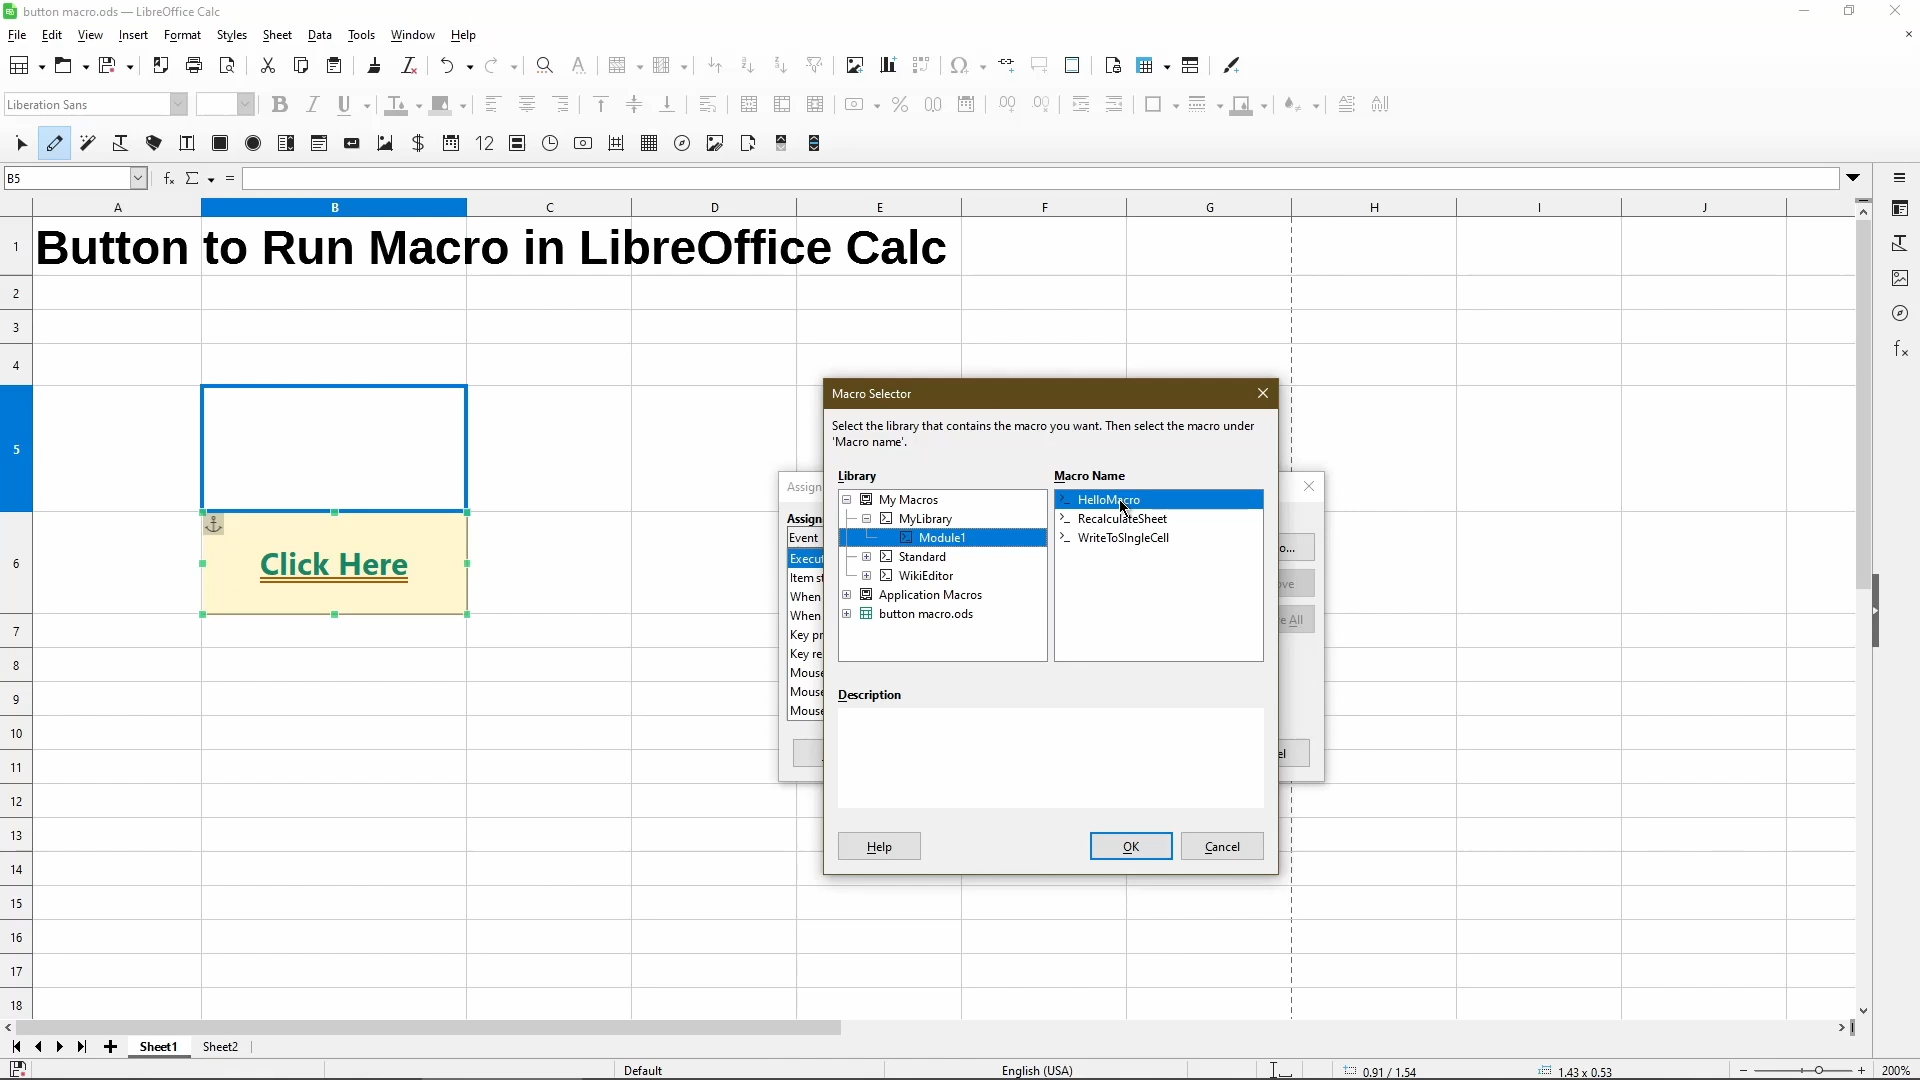 button macro.ods — LibreOffice Calc
File Edit View Insert Format Styles Sheet Data Tools Window Help
Liberation Sans
B5
A B C D E F G H I J
1 Button to Run Macro in LibreOffice Calc
2
3
4
5
6
Click Here
7
8
9
10
11
12
13
14
15
16
17
18
Macro Selector
Select the library that contains the macro you want. Then select the macro under
'Macro name'.
Library Macro Name
My Macros
MyLibrary
Module1
Standard
WikiEditor
Application Macros
button macro.ods
HelloMacro
RecalculateSheet
WriteToSIngleCell
Description
Help OK Cancel
Assign
Assign
Event
Execut
Item st
When
When
Key pr
Key re
Mouse
Mouse
Mouse
o...
ve
e All
el
Sheet1 Sheet2
Default English (USA) 0.91 / 1.54 1.43 x 0.53 200%